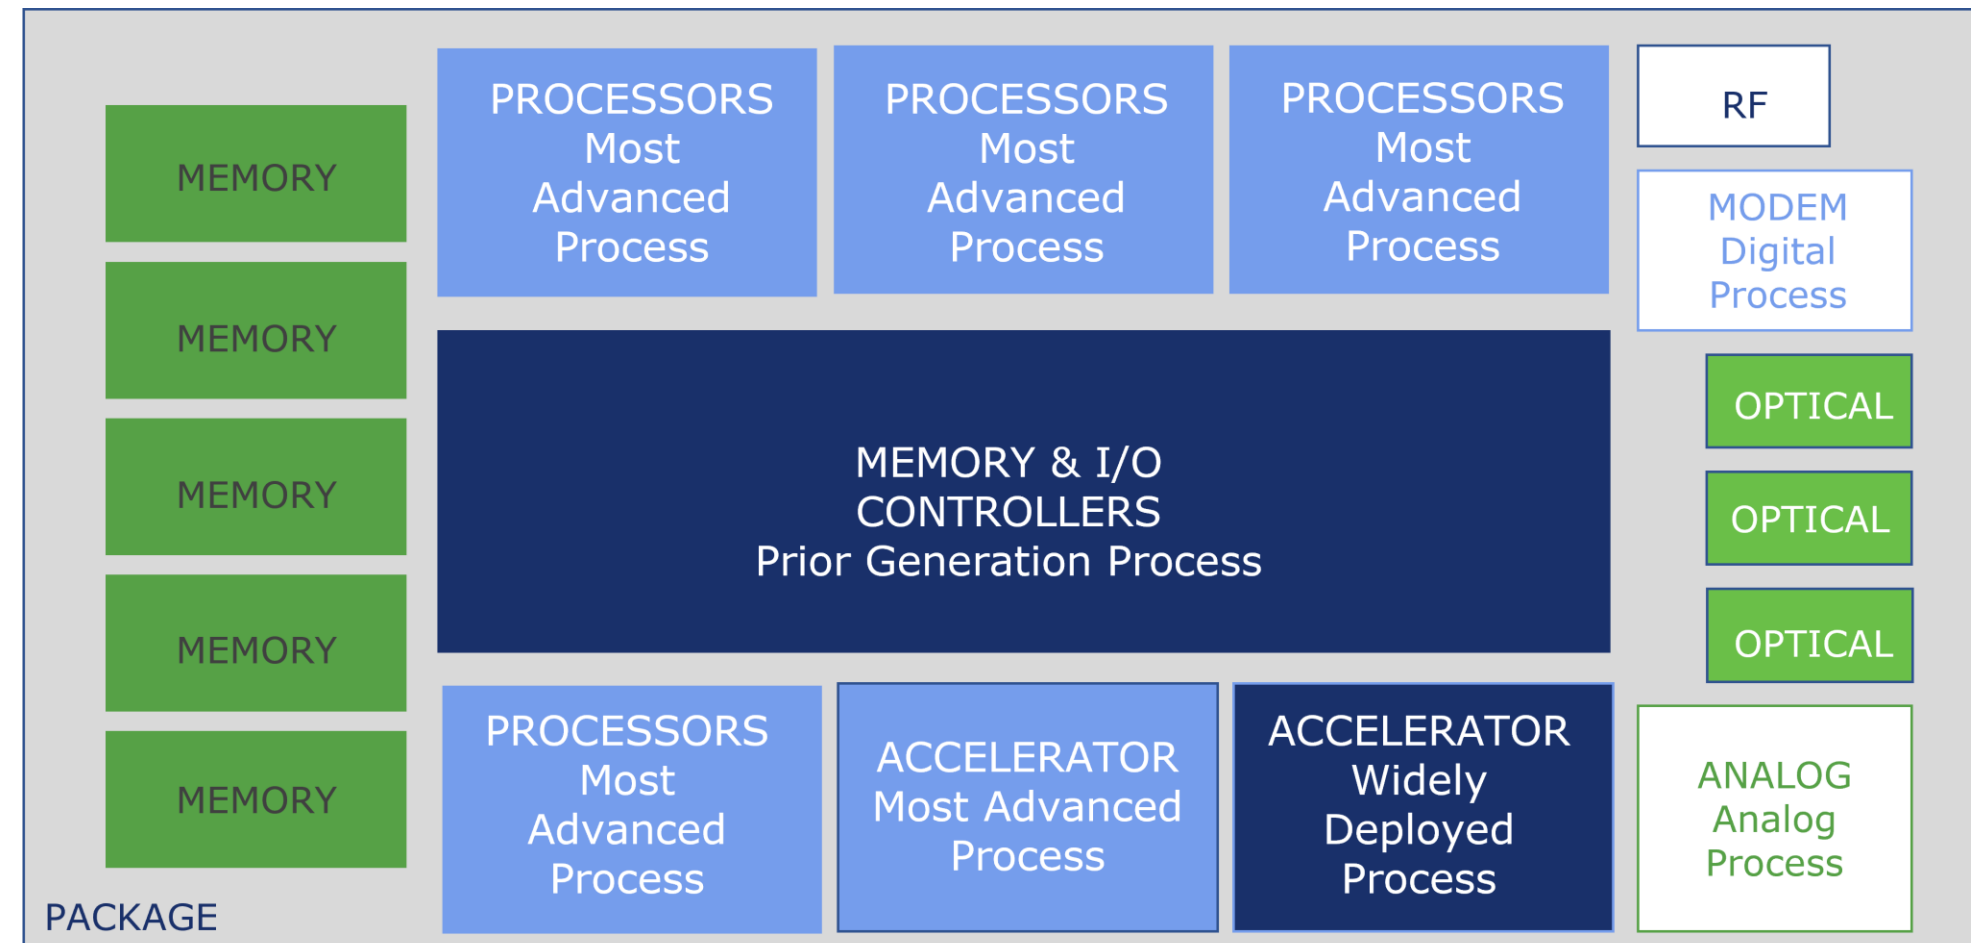 MEMORY
MEMORY
MEMORY
MEMORY
MEMORY
PROCESSORS
Most
Advanced
Process
PROCESSORS
Most
Advanced
Process
PROCESSORS
Most
Advanced
Process
RF
MODEM
Digital
Process
MEMORY & I/O
CONTROLLERS
Prior Generation Process
OPTICAL
OPTICAL
OPTICAL
PROCESSORS
Most
Advanced
Process
ACCELERATOR
Most Advanced
Process
ACCELERATOR
Widely
Deployed
Process
ANALOG
Analog
Process
PACKAGE